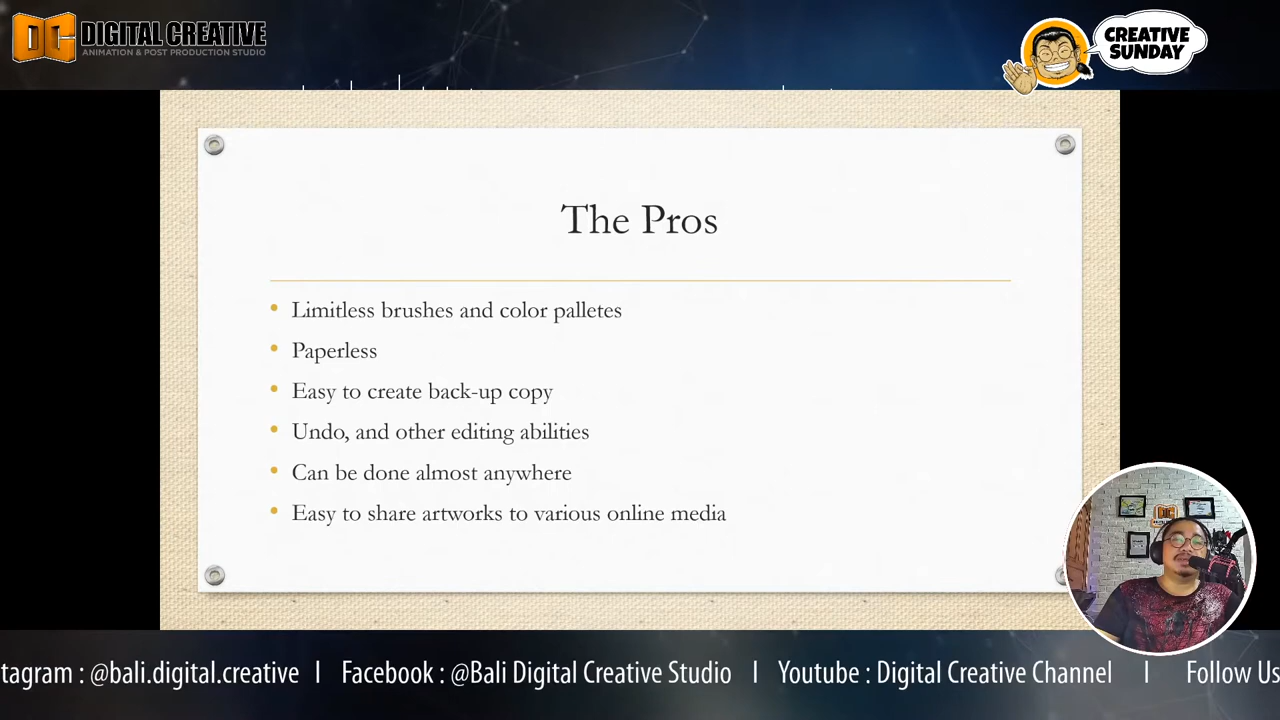 DC DIGITAL CREATIVE
ANIMATION & POST PRODUCTION STUDIO
CREATIVE
SUNDAY
The Pros
• Limitless brushes and color palletes
• Paperless
• Easy to create back-up copy
• Undo, and other editing abilities
• Can be done almost anywhere
• Easy to share artworks to various online media
tagram : @bali.digital.creative I Facebook : @Bali Digital Creative Studio I Youtube : Digital Creative Channel I Follow Us